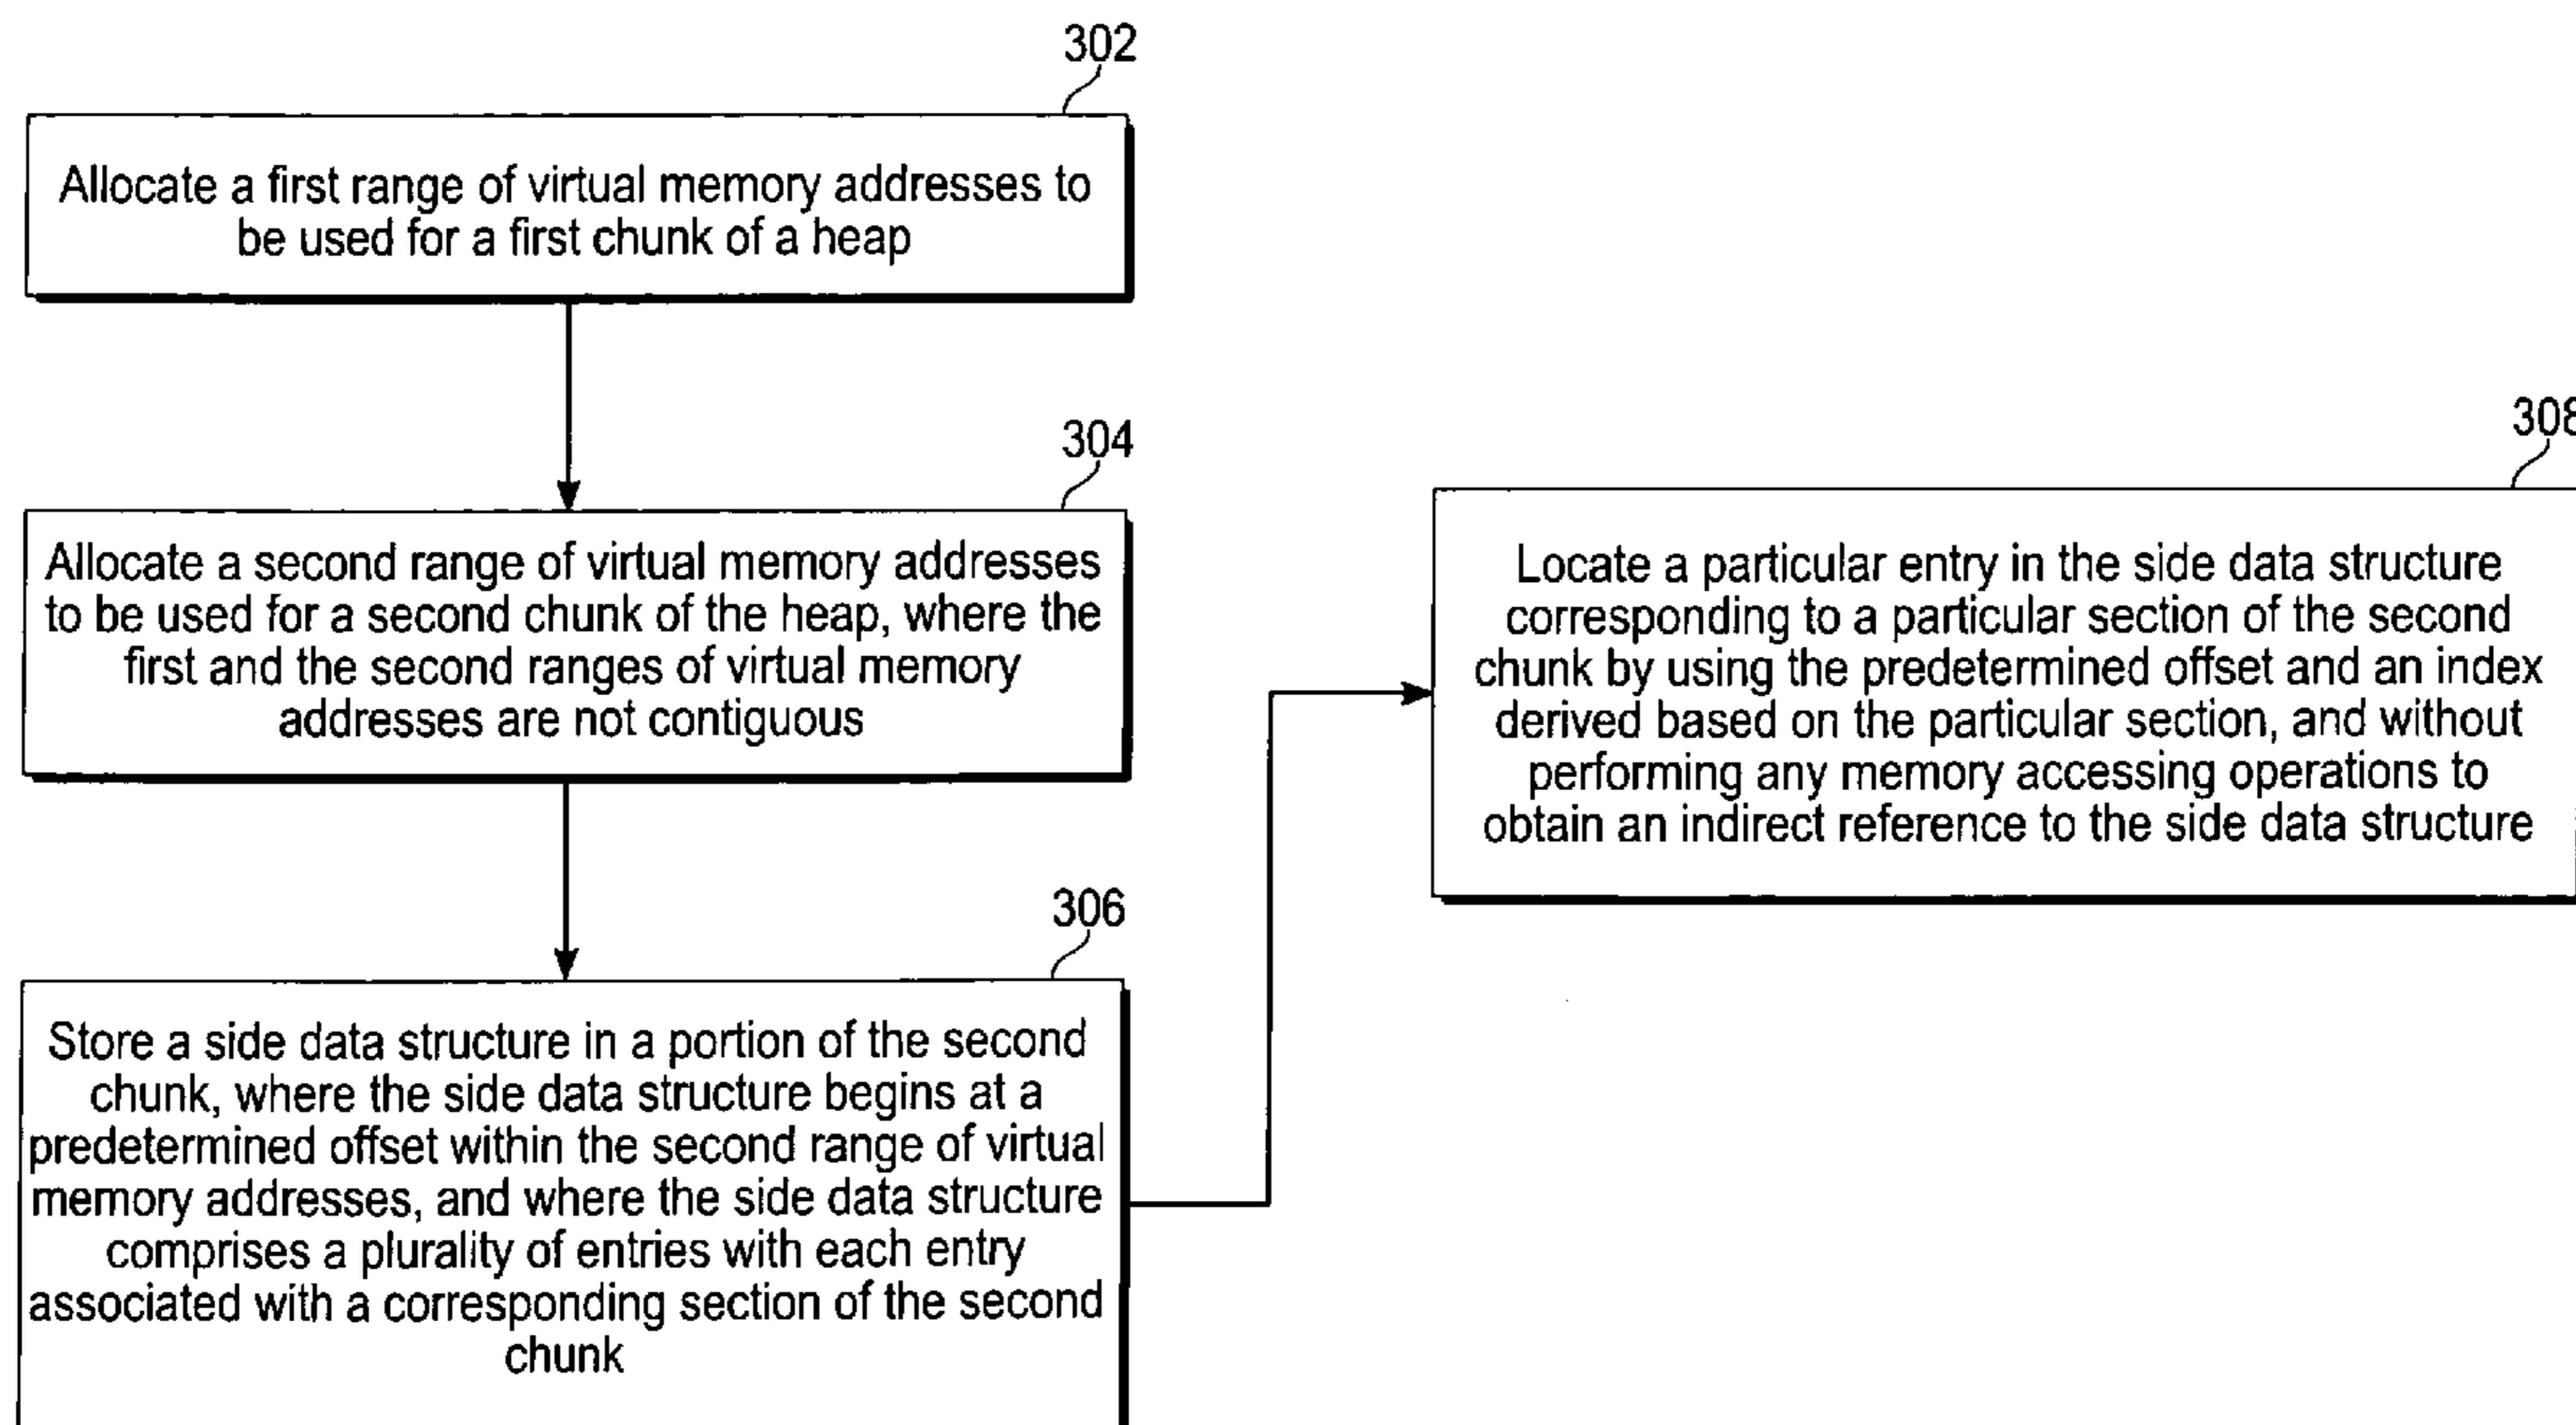 302
Allocate a first range of virtual memory addresses to
be used for a first chunk of a heap
304
Allocate a second range of virtual memory addresses
to be used for a second chunk of the heap, where the
first and the second ranges of virtual memory
addresses are not contiguous
306
Store a side data structure in a portion of the second
chunk, where the side data structure begins at a
predetermined offset within the second range of virtual
memory addresses, and where the side data structure
comprises a plurality of entries with each entry
associated with a corresponding section of the second
chunk
308
Locate a particular entry in the side data structure
corresponding to a particular section of the second
chunk by using the predetermined offset and an index
derived based on the particular section, and without
performing any memory accessing operations to
obtain an indirect reference to the side data structure